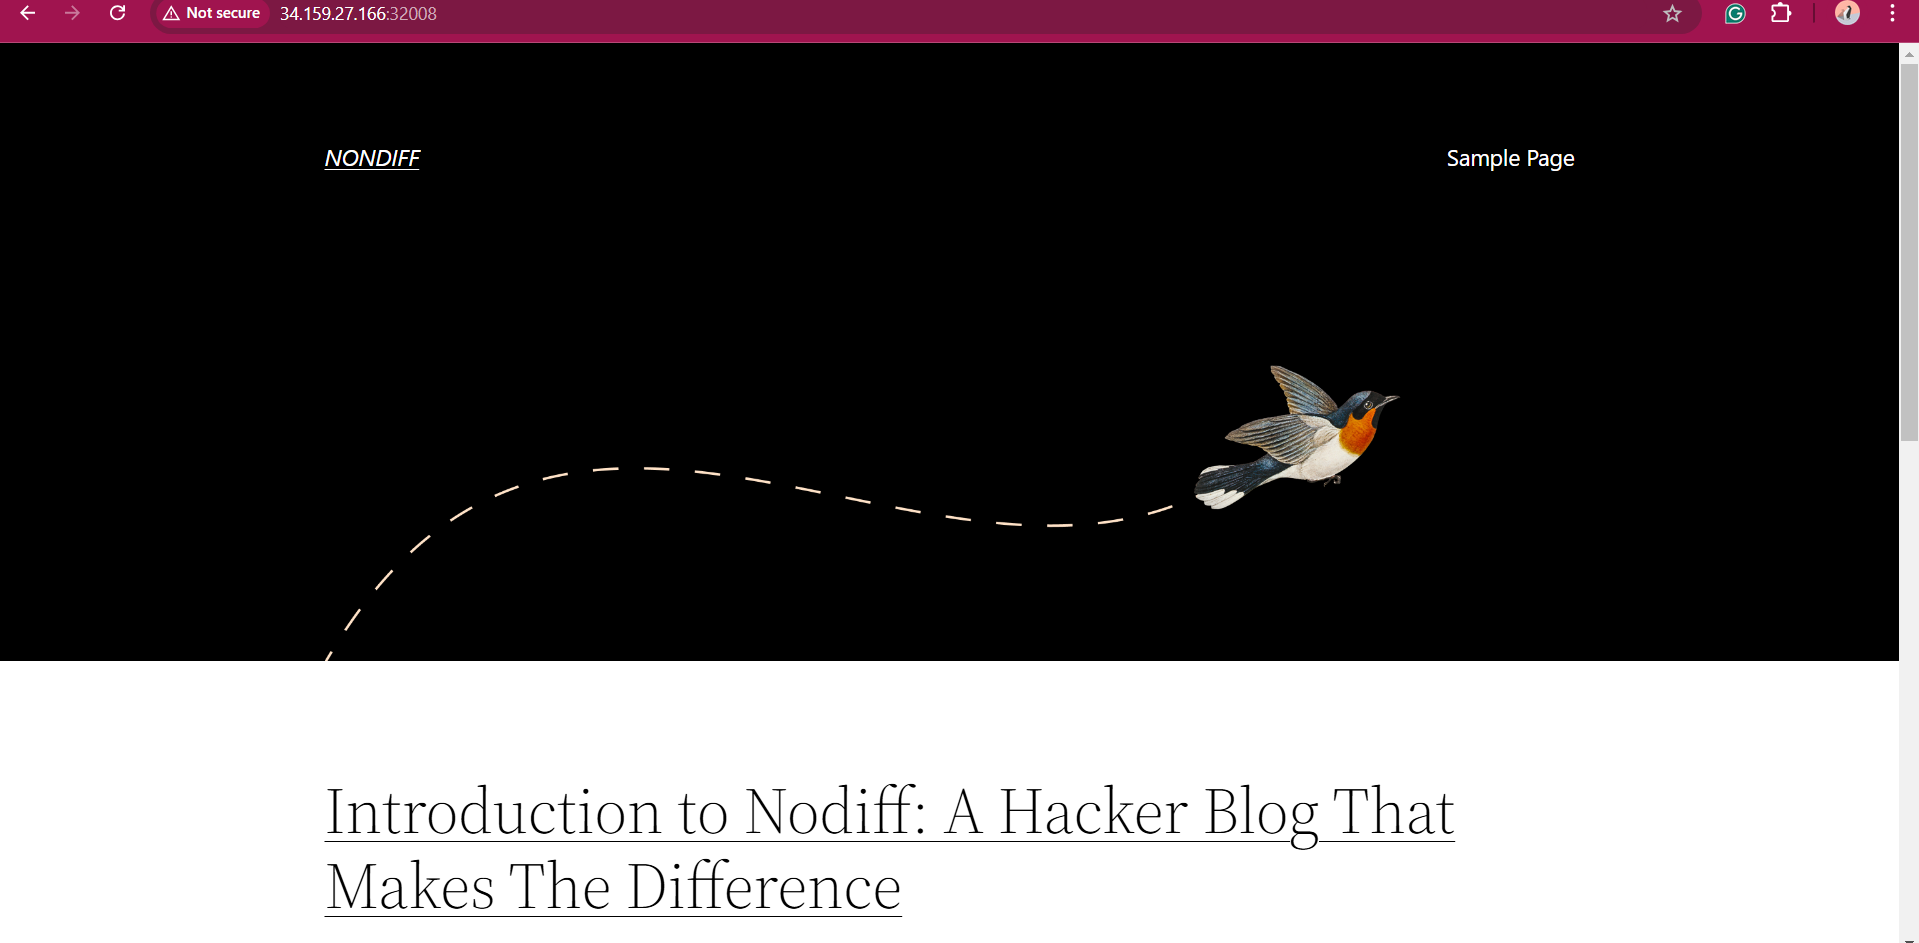 Not secure 34.159.27.166:32008
NONDIFF
Sample Page
Introduction to Nodiff: A Hacker Blog That
Makes The Difference